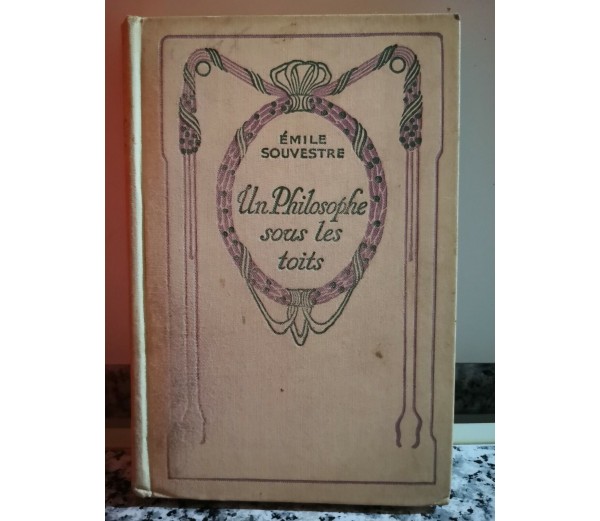 ÉMILE
SOUVESTRE
Un Philosophe
sous les
toits